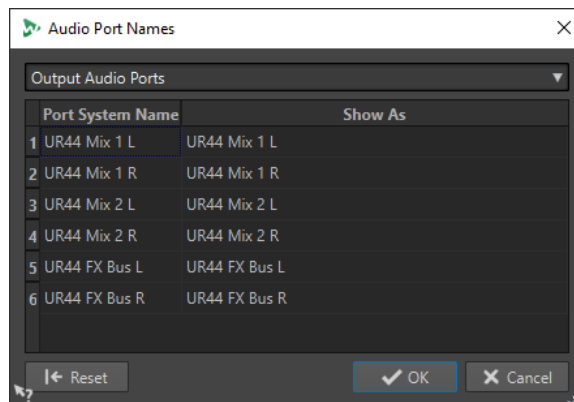 Audio Port Names
Output Audio Ports
Port System Name Show As
1 UR44 Mix 1 L UR44 Mix 1 L
2 UR44 Mix 1 R UR44 Mix 1 R
3 UR44 Mix 2 L UR44 Mix 2 L
4 UR44 Mix 2 R UR44 Mix 2 R
5 UR44 FX Bus L UR44 FX Bus L
6 UR44 FX Bus R UR44 FX Bus R
Reset OK Cancel
?